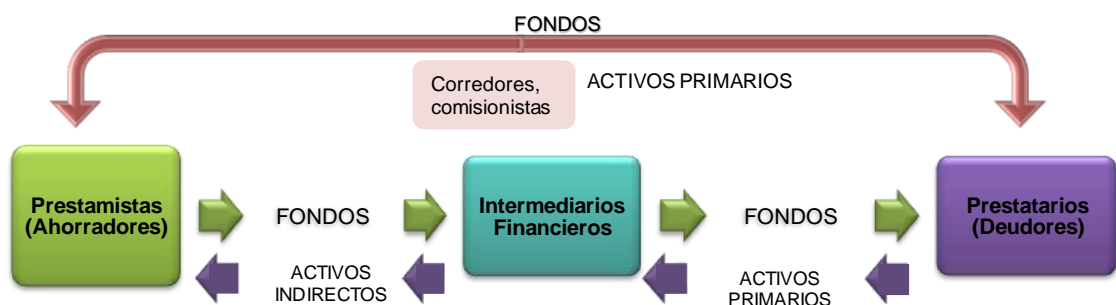 FONDOS
Corredores,
comisionistas
ACTIVOS PRIMARIOS
Prestamistas
(Ahorradores)
FONDOS
Intermediarios
Financieros
FONDOS
Prestatarios
(Deudores)
ACTIVOS
INDIRECTOS
ACTIVOS
PRIMARIOS